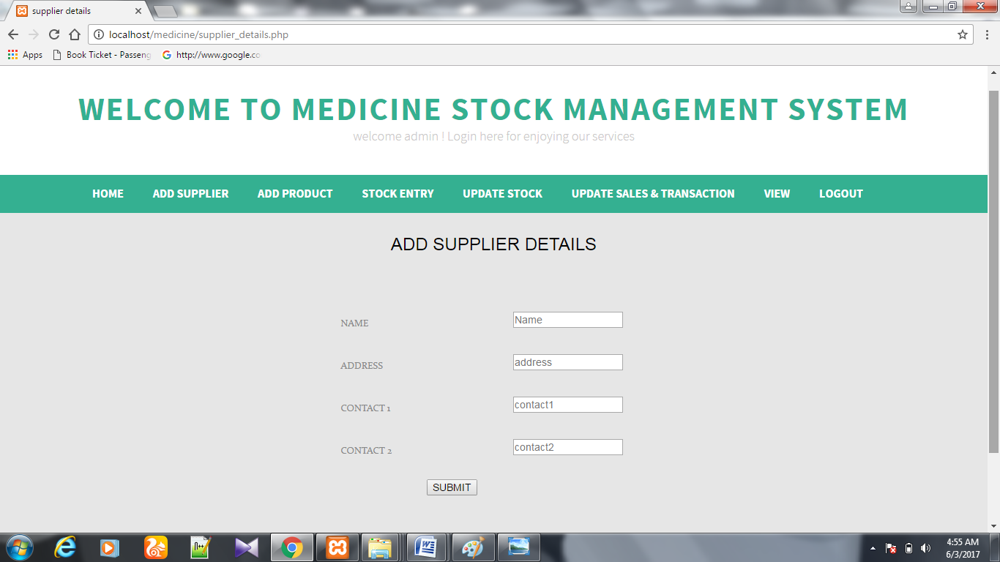 supplier details
localhost/medicine/supplier_details.php
Apps Book Ticket - Passeng http://www.google.co
WELCOME TO MEDICINE STOCK MANAGEMENT SYSTEM
welcome admin ! Login here for enjoying our services
HOME ADD SUPPLIER ADD PRODUCT STOCK ENTRY UPDATE STOCK UPDATE SALES & TRANSACTION VIEW LOGOUT
ADD SUPPLIER DETAILS
NAME Name
ADDRESS address
CONTACT 1 contact1
CONTACT 2 contact2
SUBMIT
4:55 AM
6/3/2017